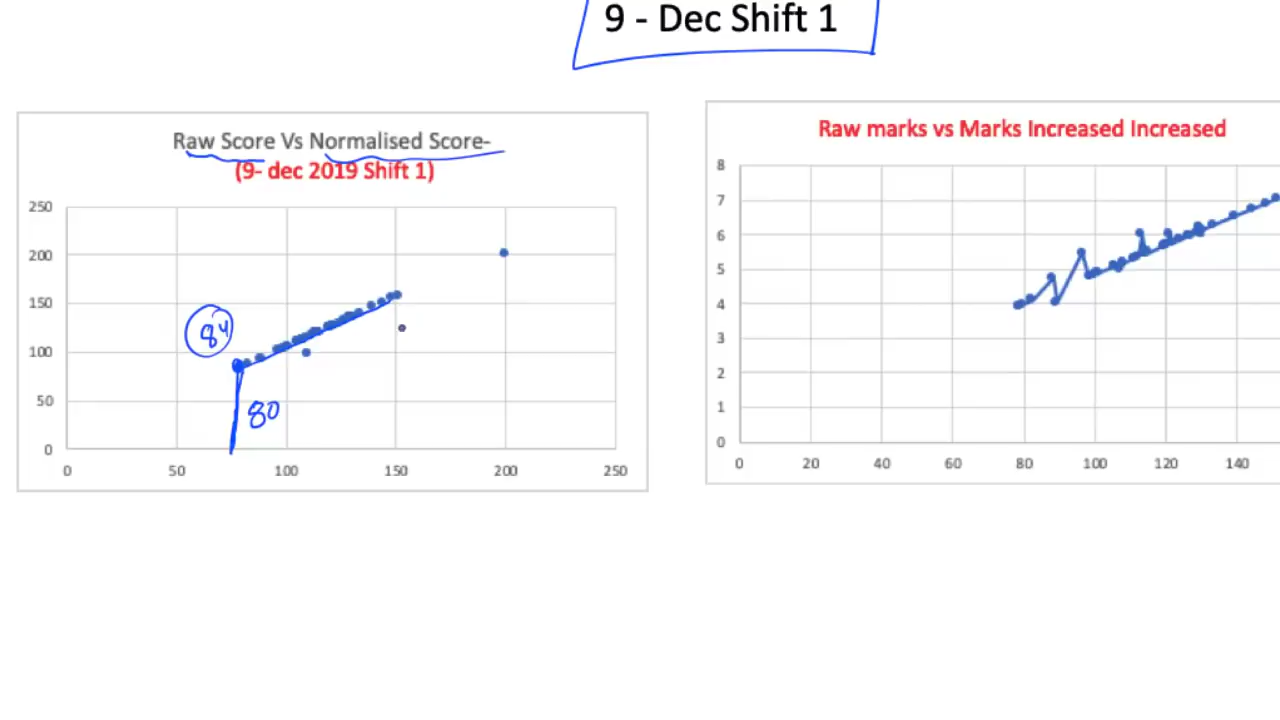 9 - Dec Shift 1
Raw Score Vs Normalised Score-
(9- dec 2019 Shift 1)
250
200
150
100
50
0
0 50 100 150 200 250
84
80
Raw marks vs Marks Increased Increased
8
7
6
5
4
3
2
1
0
0 20 40 60 80 100 120 140